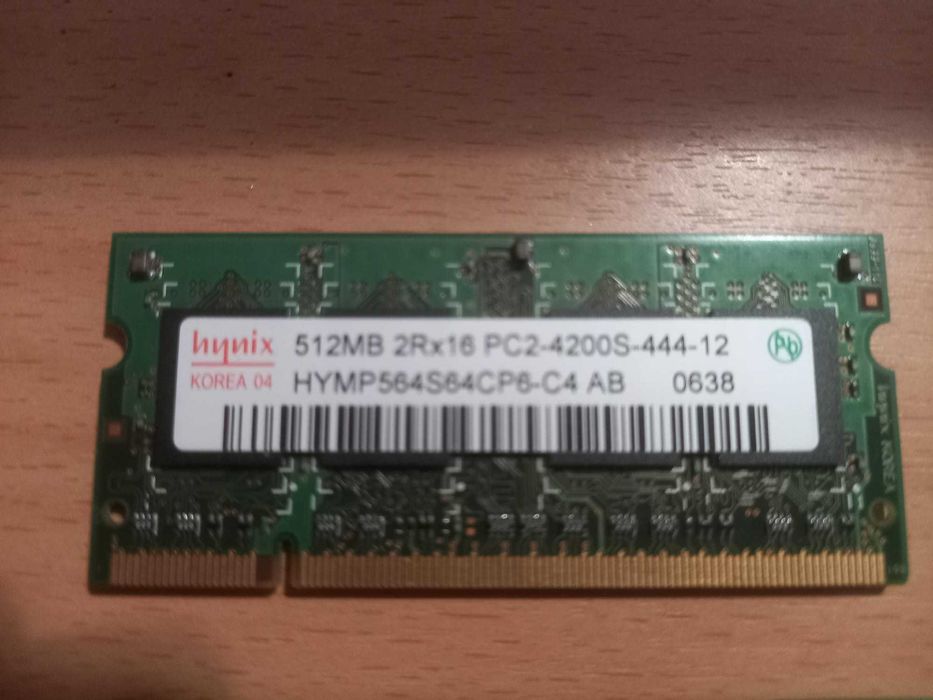 hynix
KOREA 04
512MB 2Rx16 PC2-4200S-444-12
HYMP564S64CP6-C4 AB 0638
Pb